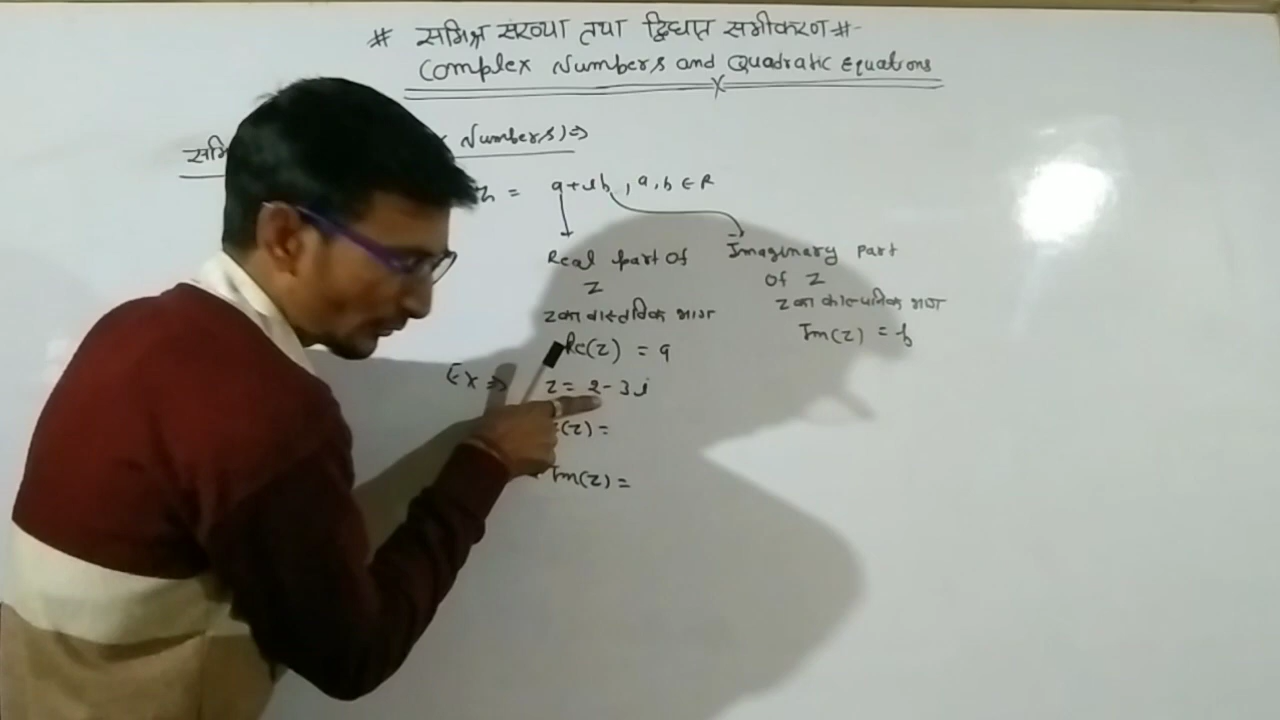 # समिश्र संख्या तथा द्विघात समीकरण #
Complex Numbers and Quadratic Equations
समि Numbers) ⇒
z = a+ib, a,b ∈ R
Real part of Z
Z का वास्तविक भाग
Re(z) = a
Imaginary part of Z
Z का काल्पनिक भाग
Im(z) = b
Ex ⇒ z = 2-3i
(z) =
Im(z) =